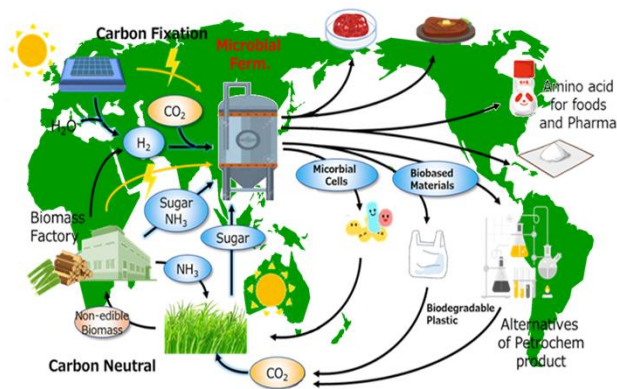 Carbon Fixation
Microbial
Ferm.
CO2
H2O
H2
Amino acid
for foods
and Pharma
Micorbial
Cells
Biobased
Materials
Biomass
Factory
Sugar
NH3
Sugar
NH3
Non-edible
Biomass
Biodegradable
Plastic
Alternatives
of Petrochem
product
Carbon Neutral
CO2